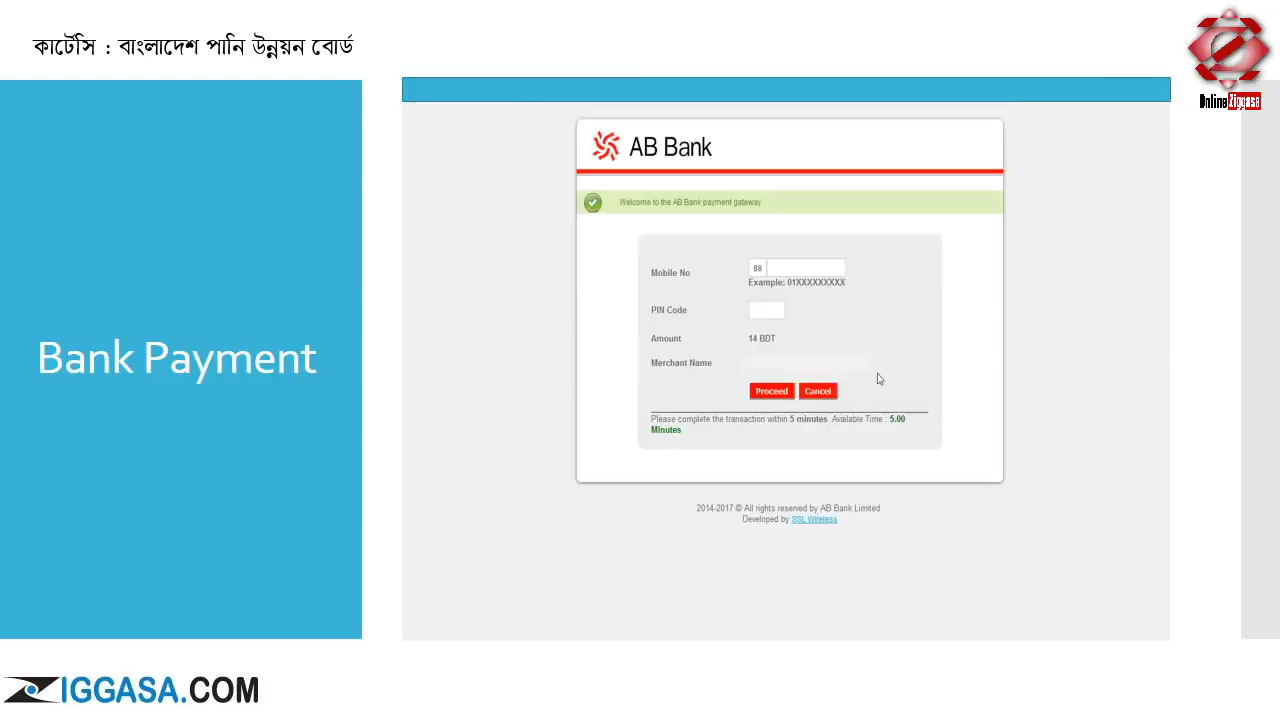 কার্টেসি : বাংলাদেশ পানি উন্নয়ন বোর্ড
OnlineZiggasa
Bank Payment
AB Bank
Welcome to the AB Bank payment gateway
Mobile No 88
Example: 01XXXXXXXXX
PIN Code
Amount 14 BDT
Merchant Name
Proceed Cancel
Please complete the transaction within 5 minutes. Available Time : 5.00
Minutes
2014-2017 © All rights reserved by AB Bank Limited
Developed by SSL Wireless
ZIGGASA.COM